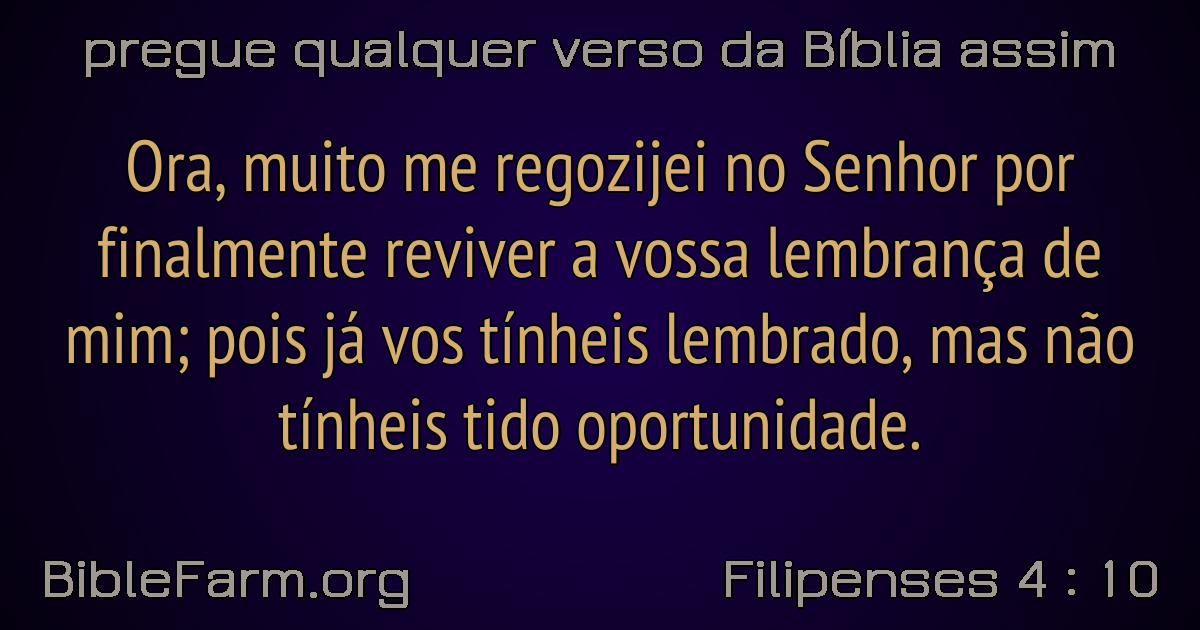 pregue qualquer verso da Bíblia assim
Ora, muito me regozijei no Senhor por
finalmente reviver a vossa lembrança de
mim; pois já vos tínheis lembrado, mas não
tínheis tido oportunidade.
BibleFarm.org
Filipenses 4 : 10